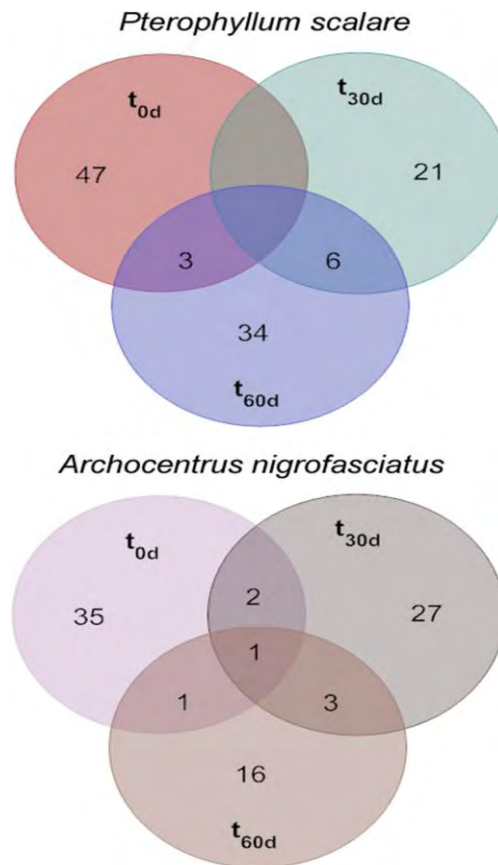 Pterophyllum scalare
t0d
t30d
47
21
3
6
34
t60d
Archocentrus nigrofasciatus
t0d
t30d
2
35
27
1
1
3
16
t60d